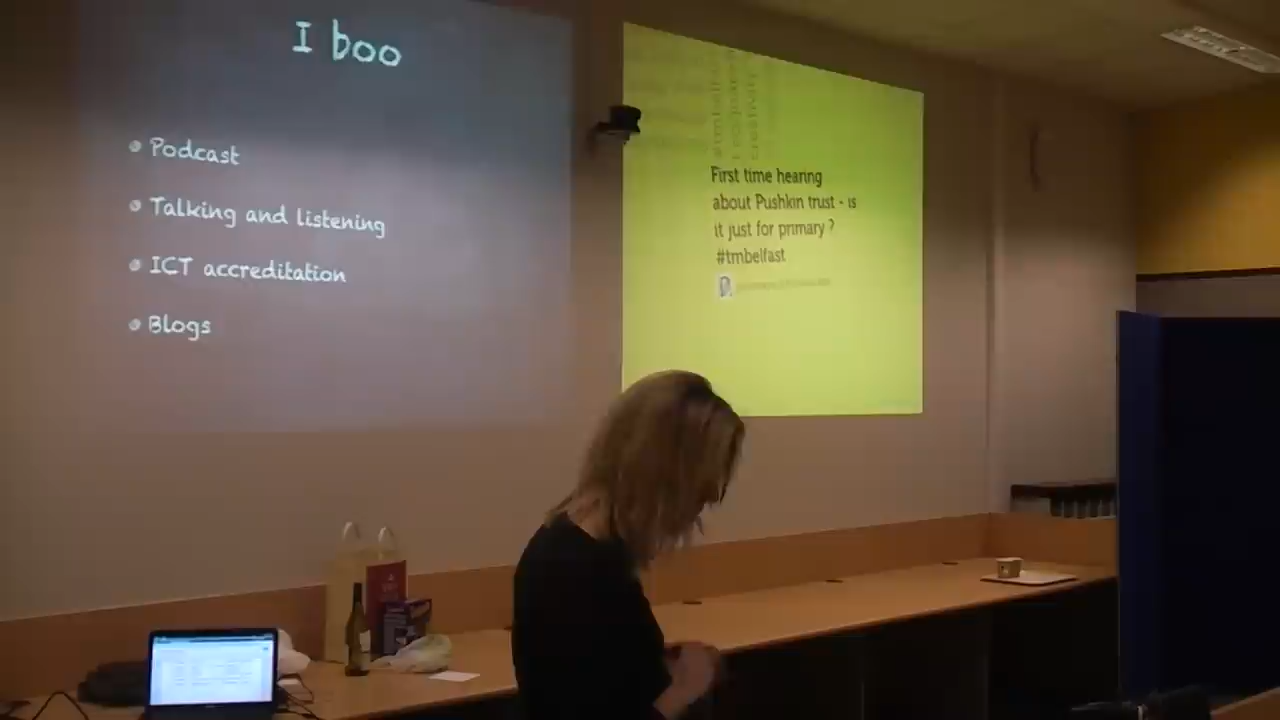 I boo
Podcast
Talking and listening
ICT accreditation
Blogs
First time hearing
about Pushkin trust - is
it just for primary ?
#tmbelfast